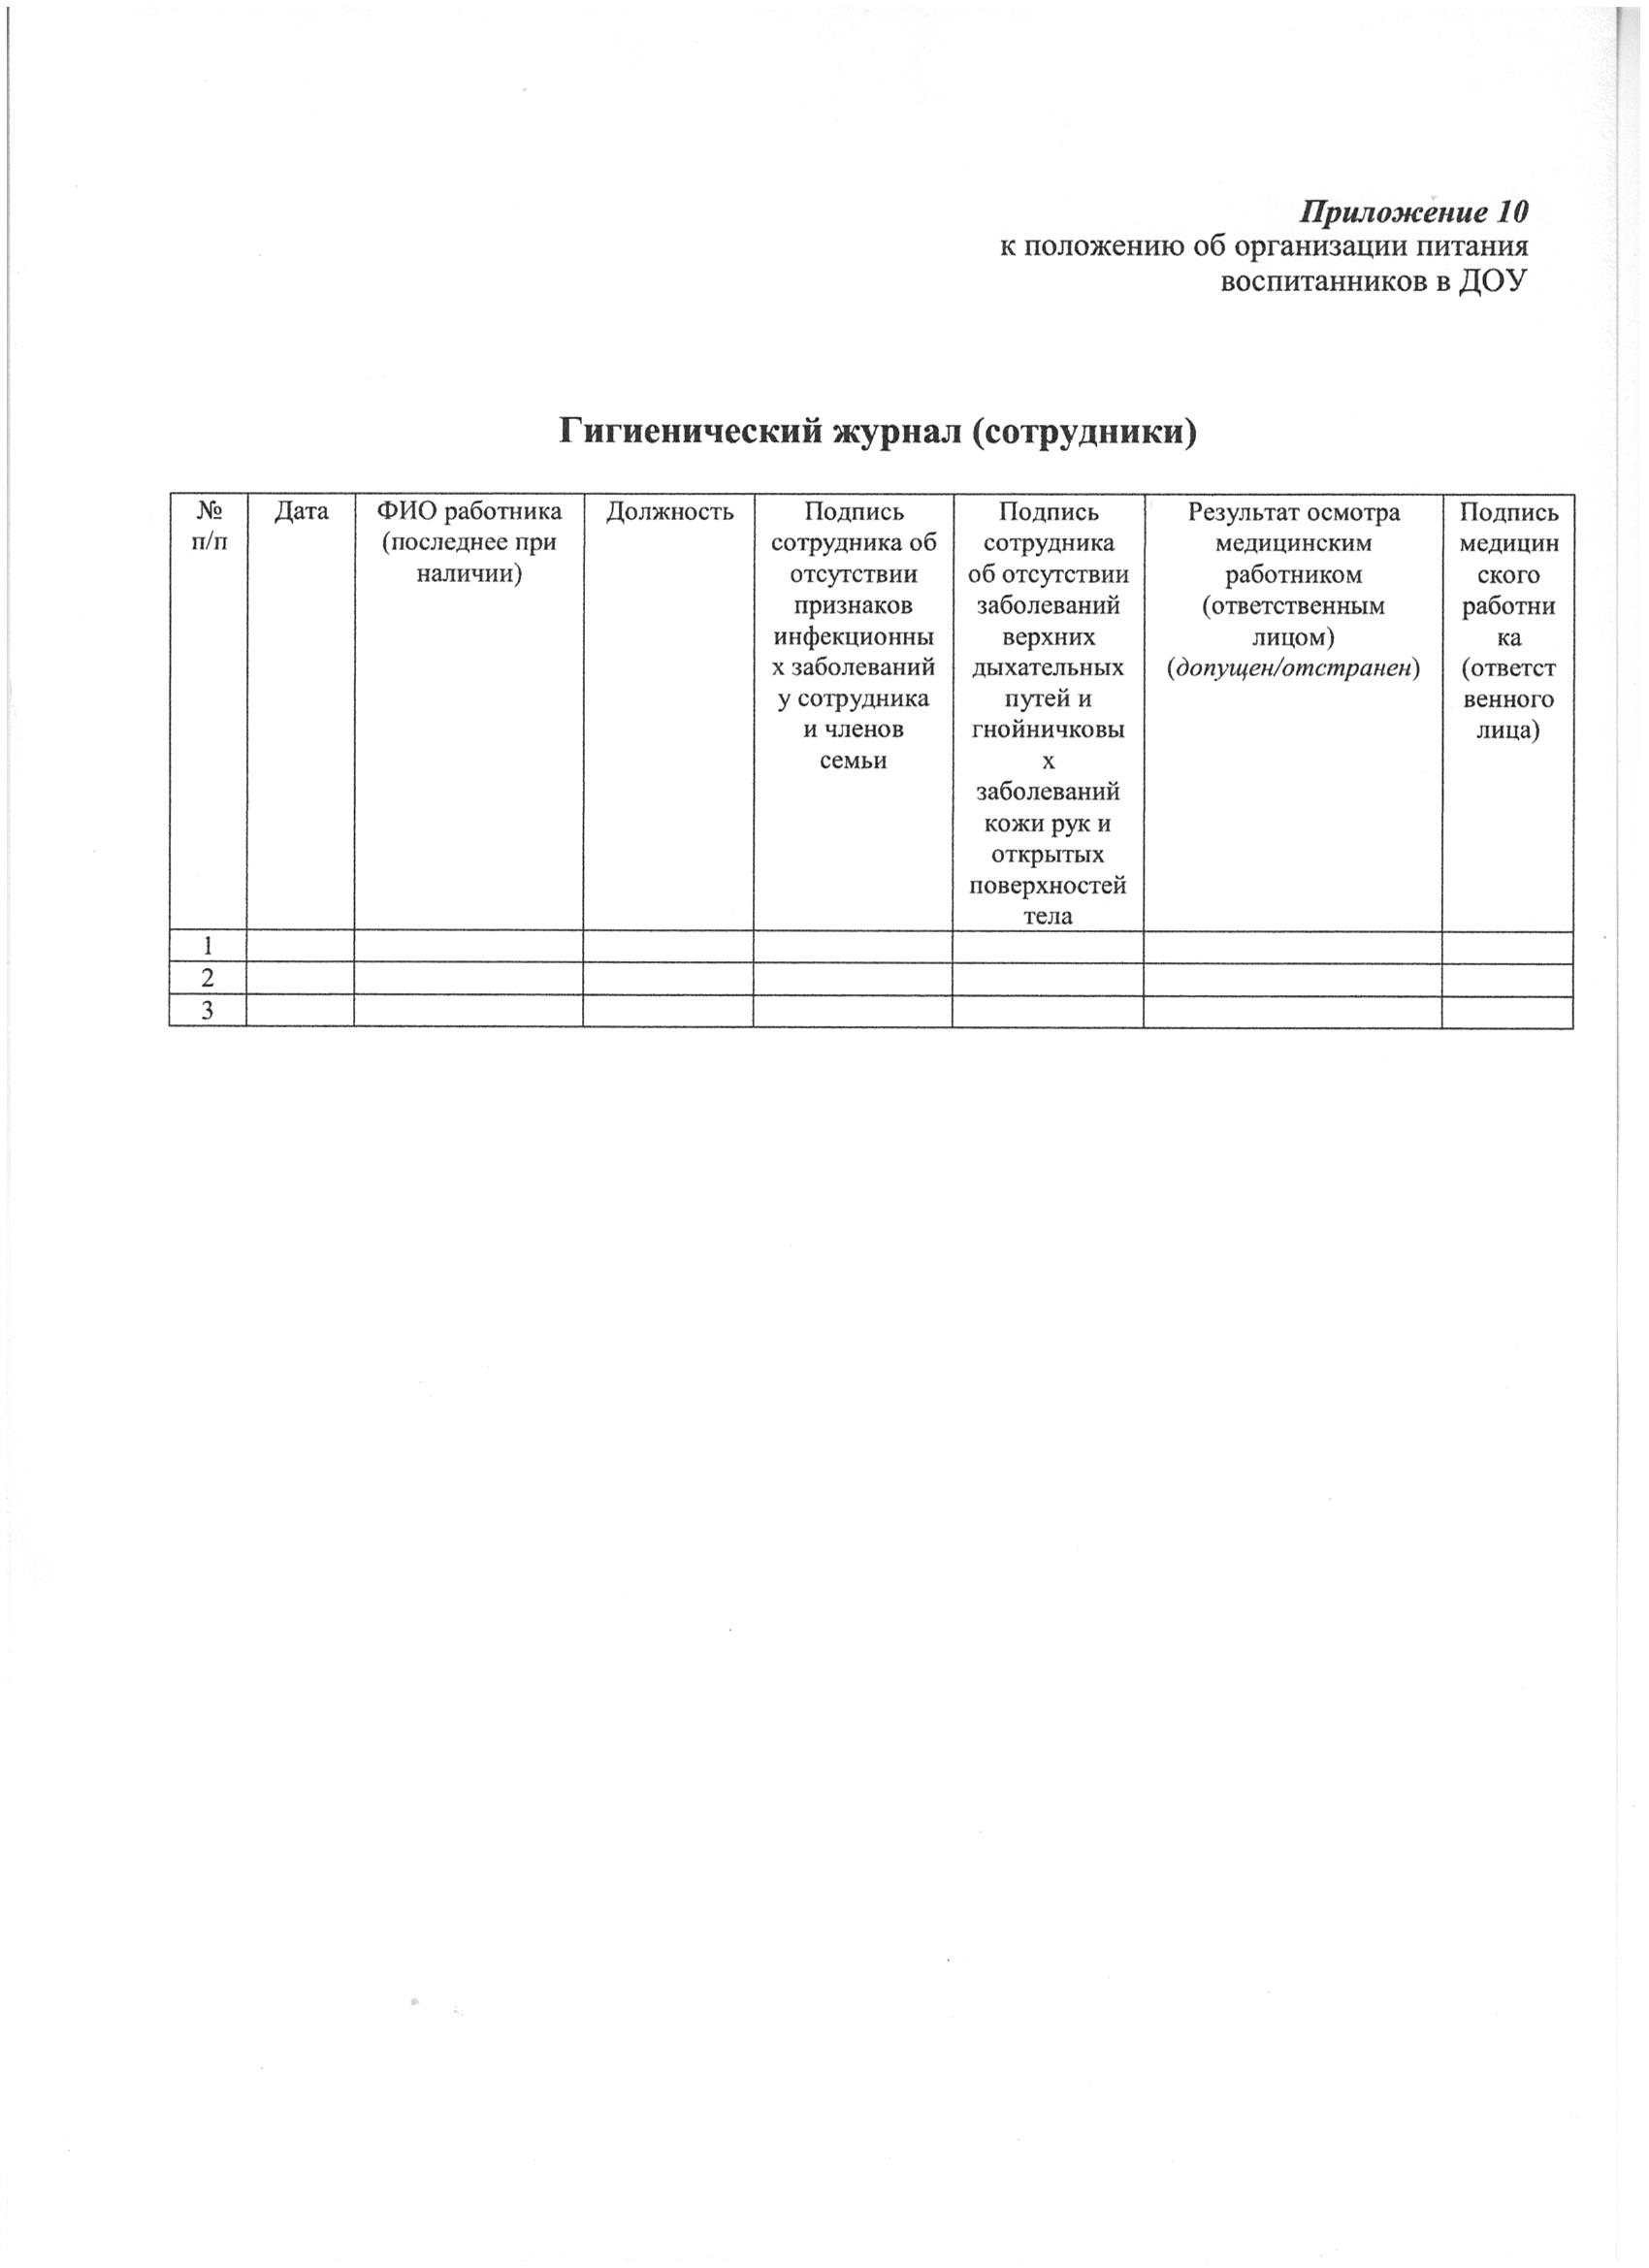 Приложение 10
к положению об организации питания
воспитанников в ДОУ
Гигиенический журнал (сотрудники)
№
п/п
Дата
ФИО работника
(последнее при
наличии)
Должность
Подпись
сотрудника об
отсутствии
признаков
инфекционны
х заболеваний
у сотрудника
и членов
семьи
Подпись
сотрудника
об отсутствии
заболеваний
верхних
дыхательных
путей и
гнойничковы
х
заболеваний
кожи рук и
открытых
поверхностей
тела
Результат осмотра
медицинским
работником
(ответственным
лицом)
(допущен/отстранен)
Подпись
медицин
ского
работни
ка
(ответст
венного
лица)
1
2
3